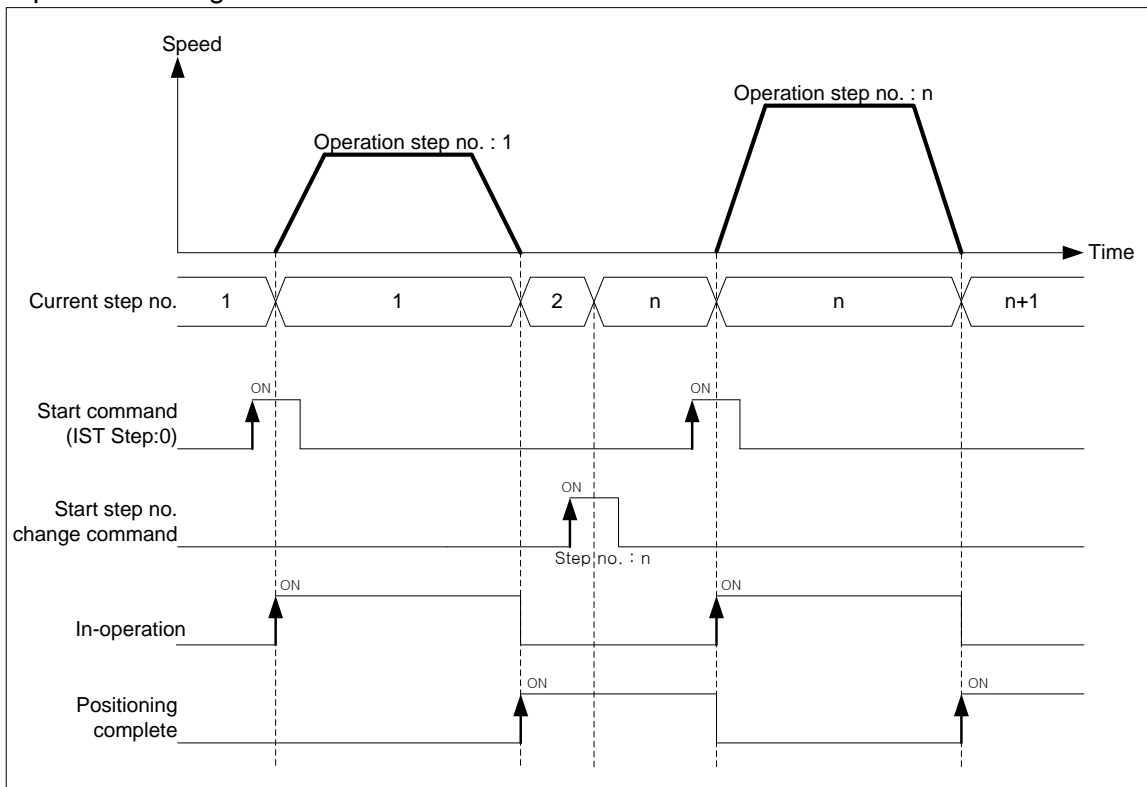 Speed
Operation step no. : n
Operation step no. : 1
Time
Current step no.
1
1
2
n
n
n+1
ON
ON
Start command
(IST Step:0)
ON
Start step no.
change command
Step no. : n
ON
ON
In-operation
ON
ON
Positioning
complete